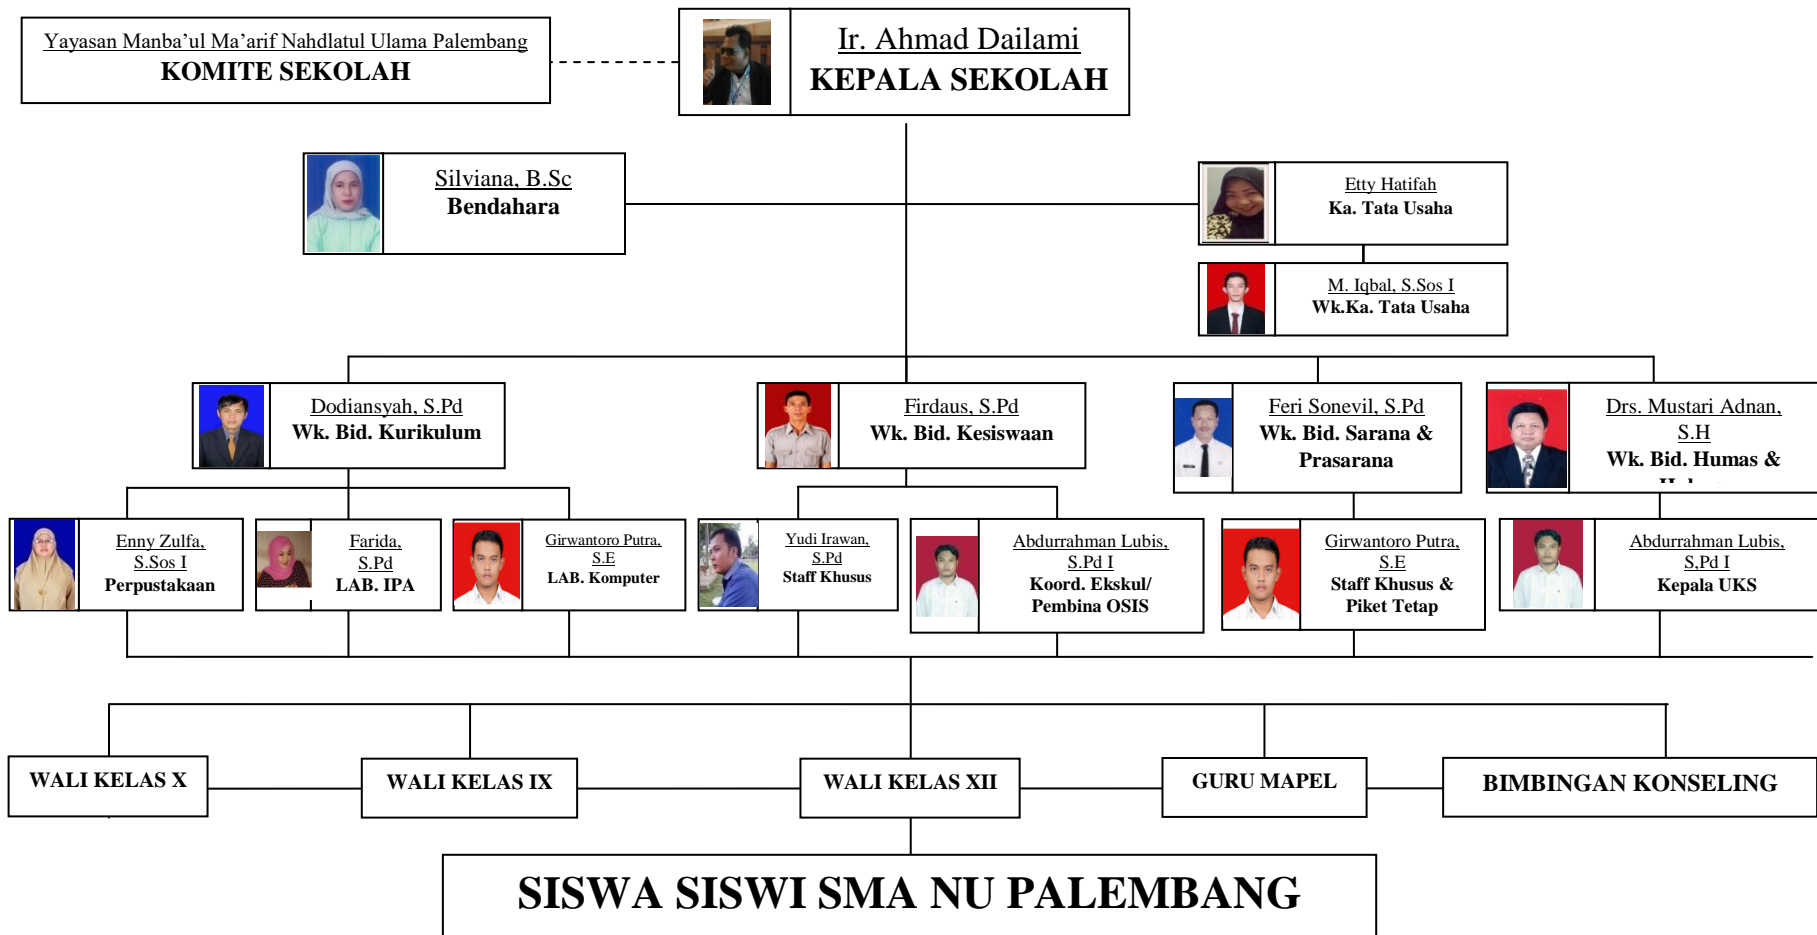 Yayasan Manba’ul Ma’arif Nahdlatul Ulama Palembang
KOMITE SEKOLAH
Ir. Ahmad Dailami
KEPALA SEKOLAH
Silviana, B.Sc
Bendahara
Etty Hatifah
Ka. Tata Usaha
M. Iqbal, S.Sos I
Wk.Ka. Tata Usaha
Dodiansyah, S.Pd
Wk. Bid. Kurikulum
Firdaus, S.Pd
Wk. Bid. Kesiswaan
Feri Sonevil, S.Pd
Wk. Bid. Sarana &
Prasarana
Drs. Mustari Adnan,
S.H
Wk. Bid. Humas &
Enny Zulfa,
S.Sos I
Perpustakaan
Farida,
S.Pd
LAB. IPA
Girwantoro Putra,
S.E
LAB. Komputer
Yudi Irawan,
S.Pd
Staff Khusus
Abdurrahman Lubis,
S.Pd I
Koord. Ekskul/
Pembina OSIS
Girwantoro Putra,
S.E
Staff Khusus &
Piket Tetap
Abdurrahman Lubis,
S,Pd I
Kepala UKS
WALI KELAS X
WALI KELAS IX
WALI KELAS XII
GURU MAPEL
BIMBINGAN KONSELING
SISWA SISWI SMA NU PALEMBANG